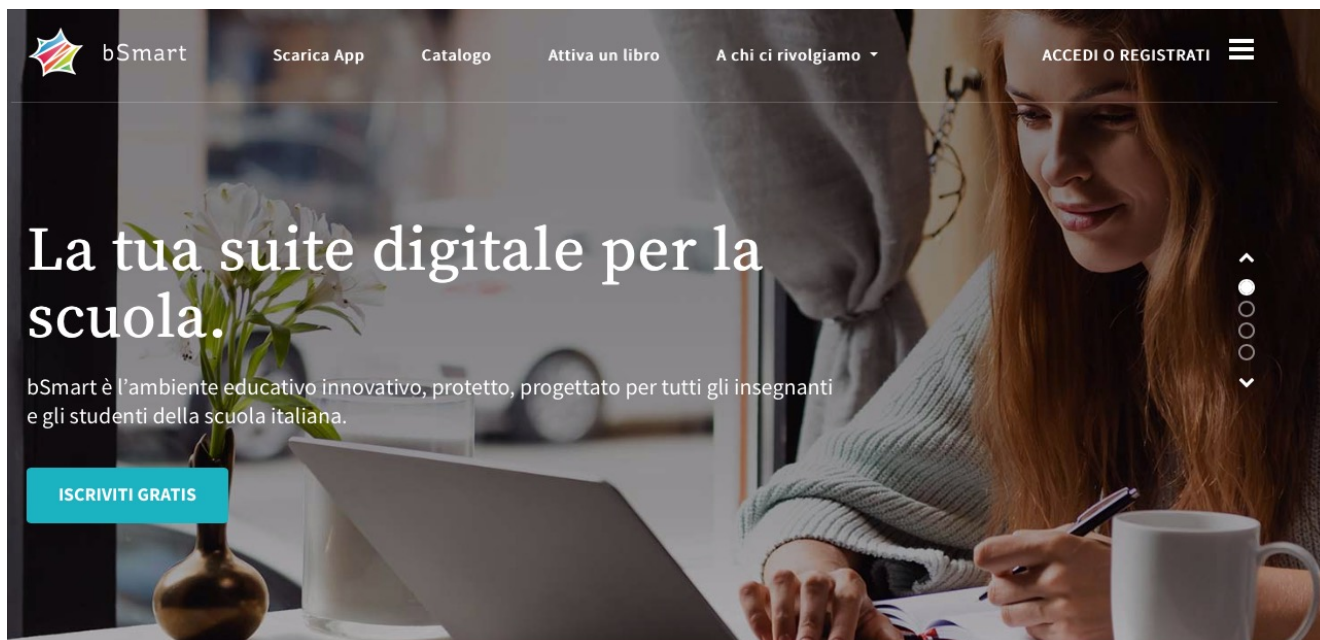 bSmart
Scarica App
Catalogo
Attiva un libro
A chi ci rivolgiamo
ACCEDI O REGISTRATI
La tua suite digitale per la
scuola.
bSmart è l’ambiente educativo innovativo, protetto, progettato per tutti gli insegnanti
e gli studenti della scuola italiana.
ISCRIVITI GRATIS